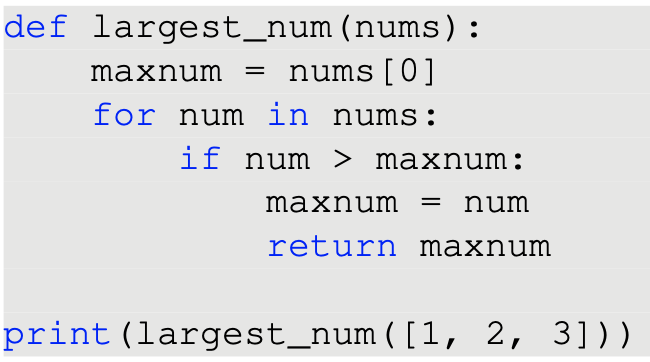 def largest_num(nums):
    maxnum = nums[0]
    for num in nums:
        if num > maxnum:
            maxnum = num
            return maxnum

print(largest_num([1, 2, 3]))